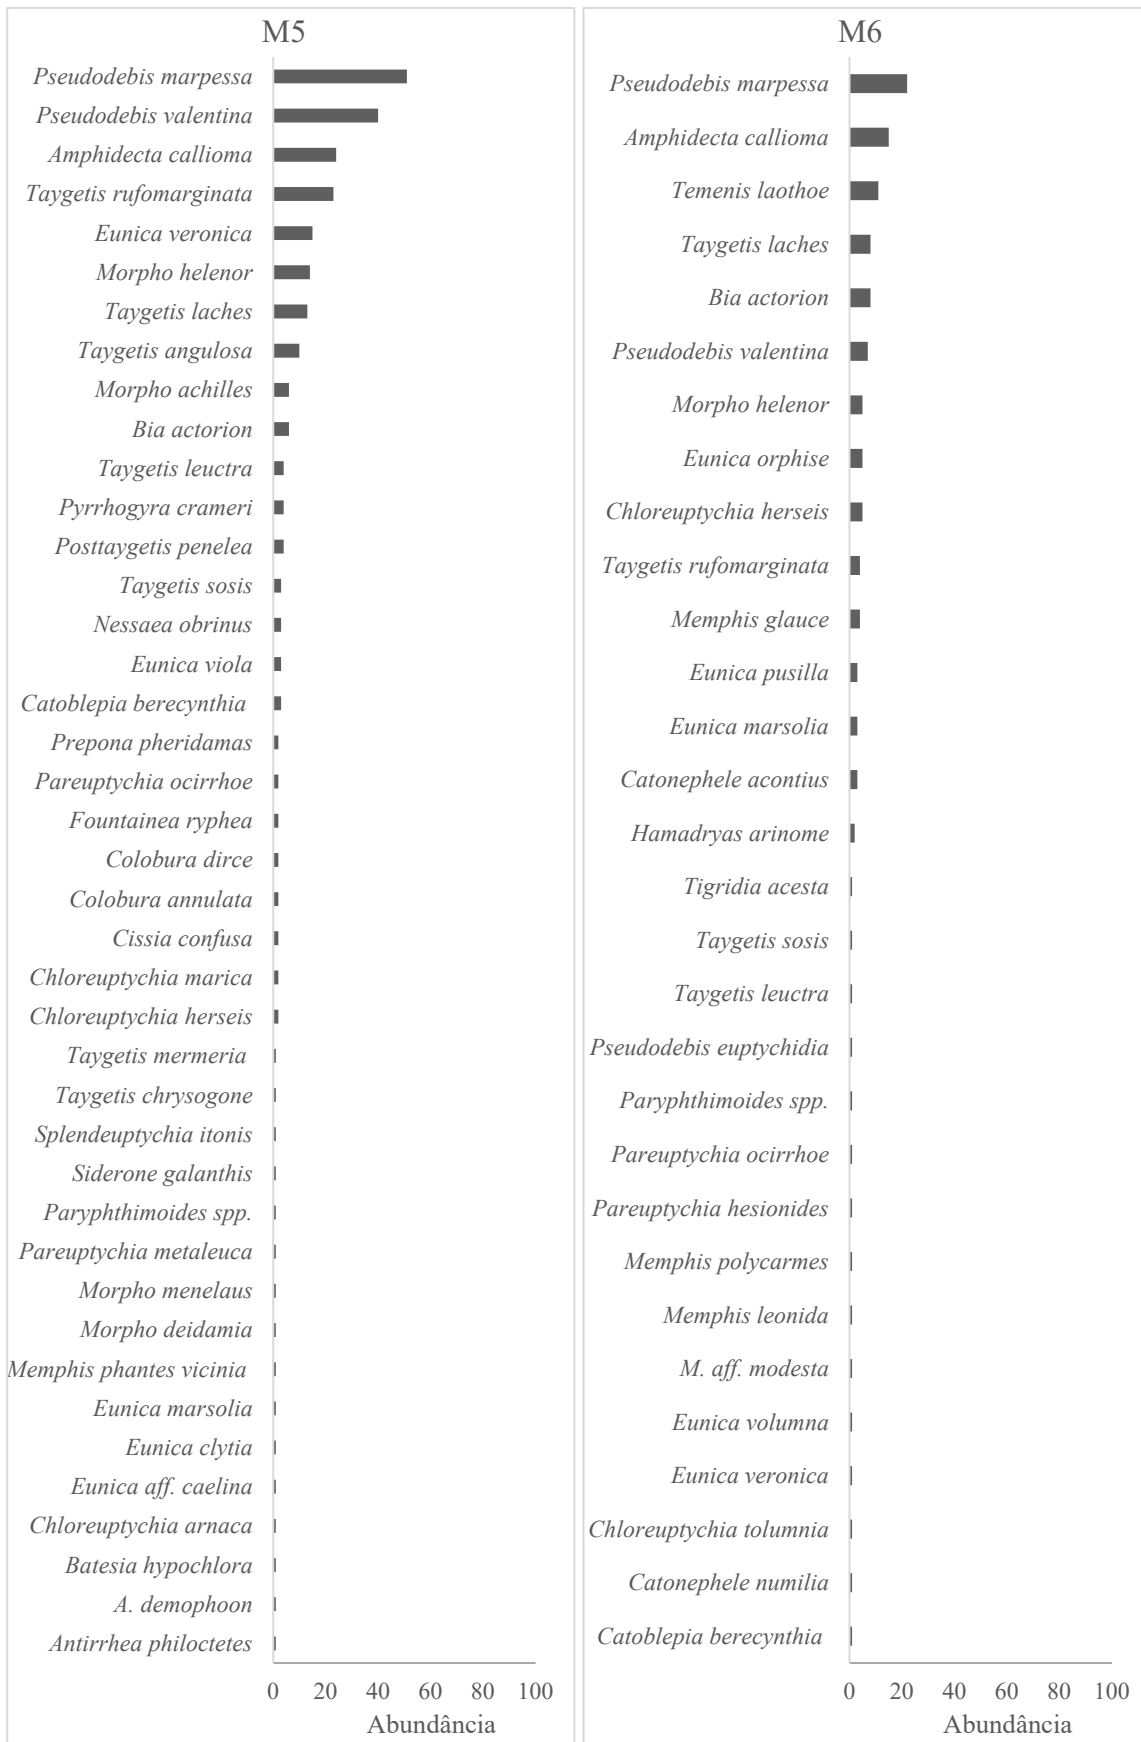 M5
Pseudodebis marpessa
Pseudodebis valentina
Amphidecta callioma
Taygetis rufomarginata
Eunica veronica
Morpho helenor
Taygetis laches
Taygetis angulosa
Morpho achilles
Bia actorion
Taygetis leuctra
Pyrrhogyra crameri
Posttaygetis penelea
Taygetis sosis
Nessaea obrinus
Eunica viola
Catoblepia berecynthia
Prepona pheridamas
Pareuptychia ocirrhoe
Fountainea ryphea
Colobura dirce
Colobura annulata
Cissia confusa
Chloreuptychia marica
Chloreuptychia herseis
Taygetis mermeria
Taygetis chrysogone
Splendeuptychia itonis
Siderone galanthis
Paryphthimoides spp.
Pareuptychia metaleuca
Morpho menelaus
Morpho deidamia
Memphis phantes vicinia
Eunica marsolia
Eunica clytia
Eunica aff. caelina
Chloreuptychia arnaca
Batesia hypochlora
A. demophoon
Antirrhea philoctetes
0 20 40 60 80 100
Abundância
M6
Pseudodebis marpessa
Amphidecta callioma
Temenis laothoe
Taygetis laches
Bia actorion
Pseudodebis valentina
Morpho helenor
Eunica orphise
Chloreuptychia herseis
Taygetis rufomarginata
Memphis glauce
Eunica pusilla
Eunica marsolia
Catonephele acontius
Hamadryas arinome
Tigridia acesta
Taygetis sosis
Taygetis leuctra
Pseudodebis euptychidia
Paryphthimoides spp.
Pareuptychia ocirrhoe
Pareuptychia hesionides
Memphis polycarmes
Memphis leonida
M. aff. modesta
Eunica volumna
Eunica veronica
Chloreuptychia tolumnia
Catonephele numilia
Catoblepia berecynthia
0 20 40 60 80 100
Abundância